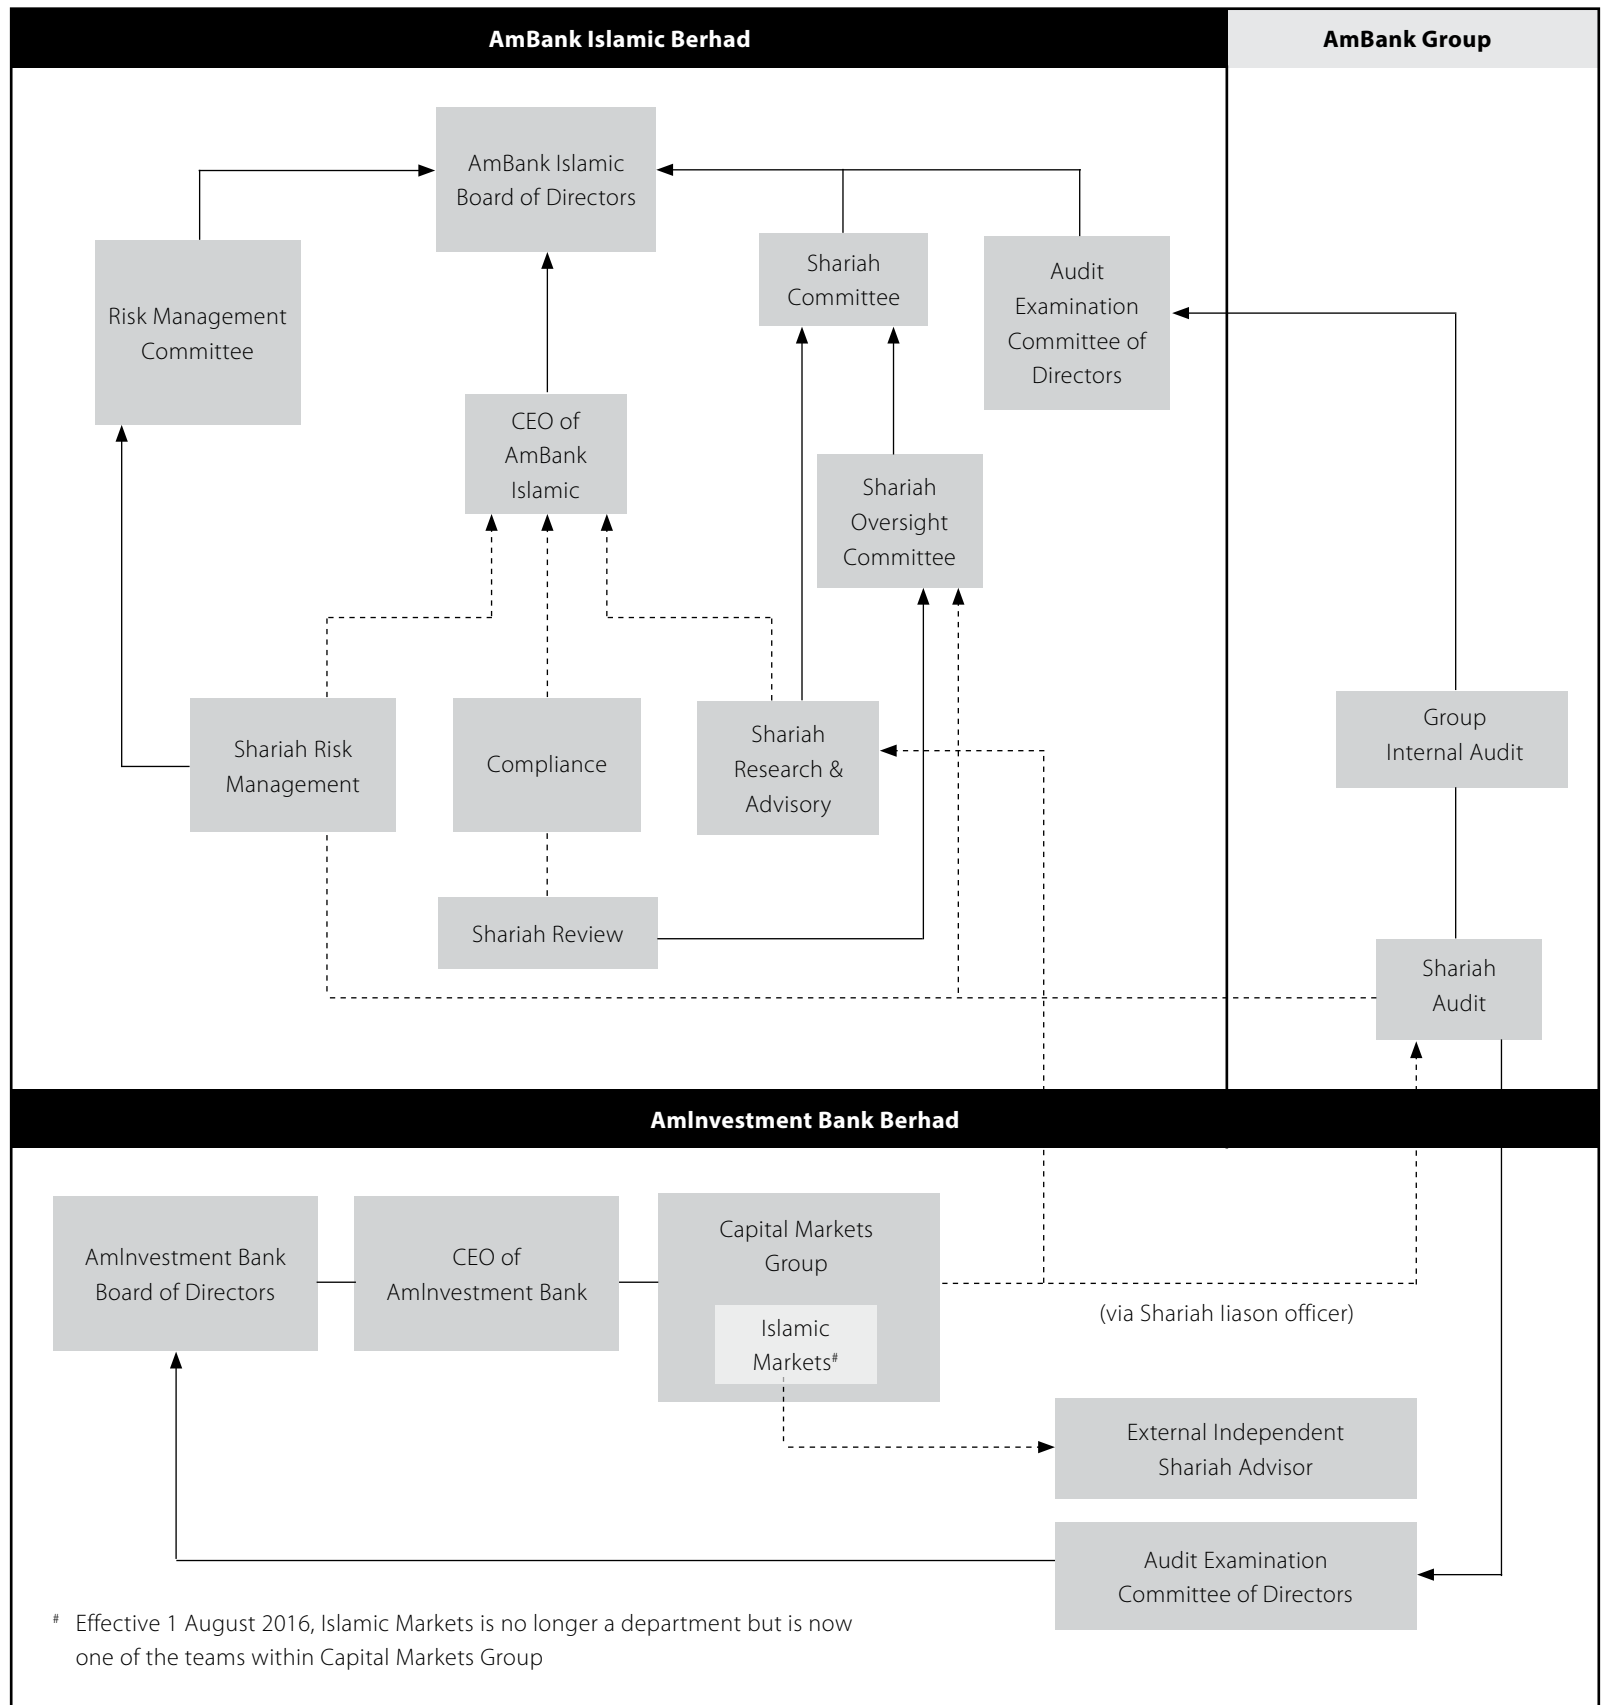 AmBank Islamic Berhad
AmBank Group
AmBank Islamic
Board of Directors
Risk Management
Committee
Shariah
Committee
Audit
Examination
Committee of
Directors
CEO of
AmBank
Islamic
Shariah
Oversight
Committee
Shariah Risk
Management
Compliance
Shariah
Research &
Advisory
Group
Internal Audit
Shariah Review
Shariah
Audit
AmInvestment Bank Berhad
AmInvestment Bank
Board of Directors
CEO of
AmInvestment Bank
Capital Markets
Group
Islamic
Markets#
(via Shariah liason officer)
External Independent
Shariah Advisor
Audit Examination
Committee of Directors
# Effective 1 August 2016, Islamic Markets is no longer a department but is now
one of the teams within Capital Markets Group